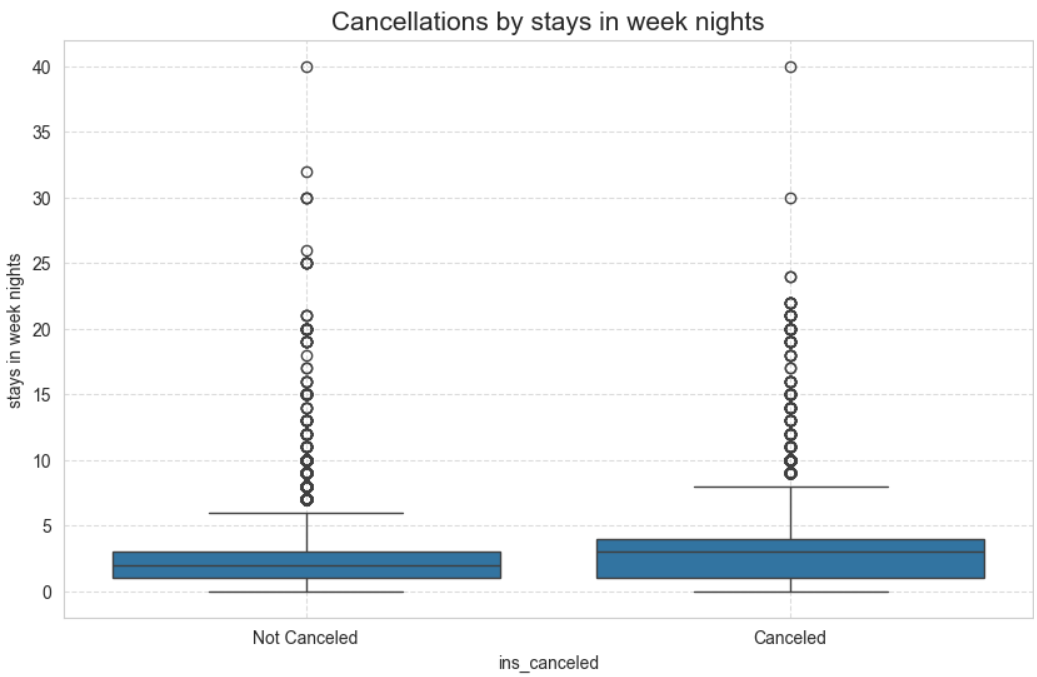 Cancellations by stays in week nights
40
35
30
25
20
15
10
5
0
stays in week nights
Not Canceled
Canceled
ins_canceled